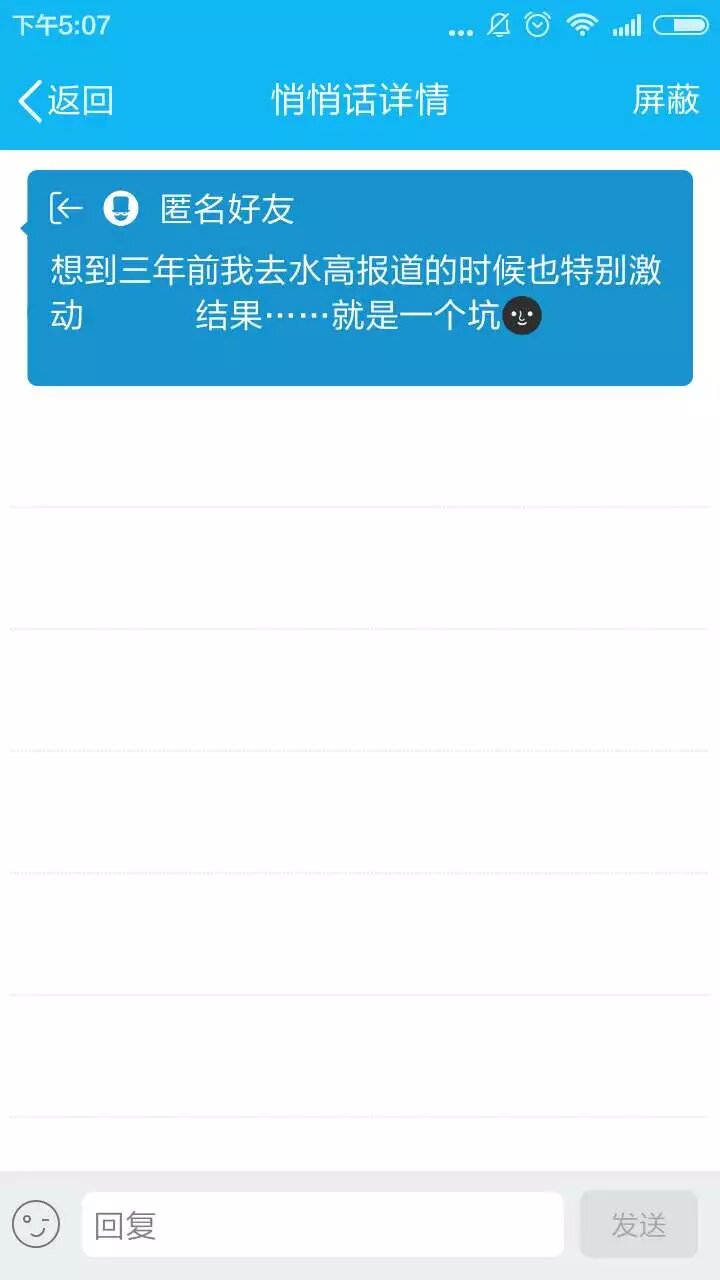 下午5:07
返回
悄悄话详情
屏蔽
匿名好友
想到三年前我去水高报道的时候也特别激
动 结果……就是一个坑🌚
回复
发送